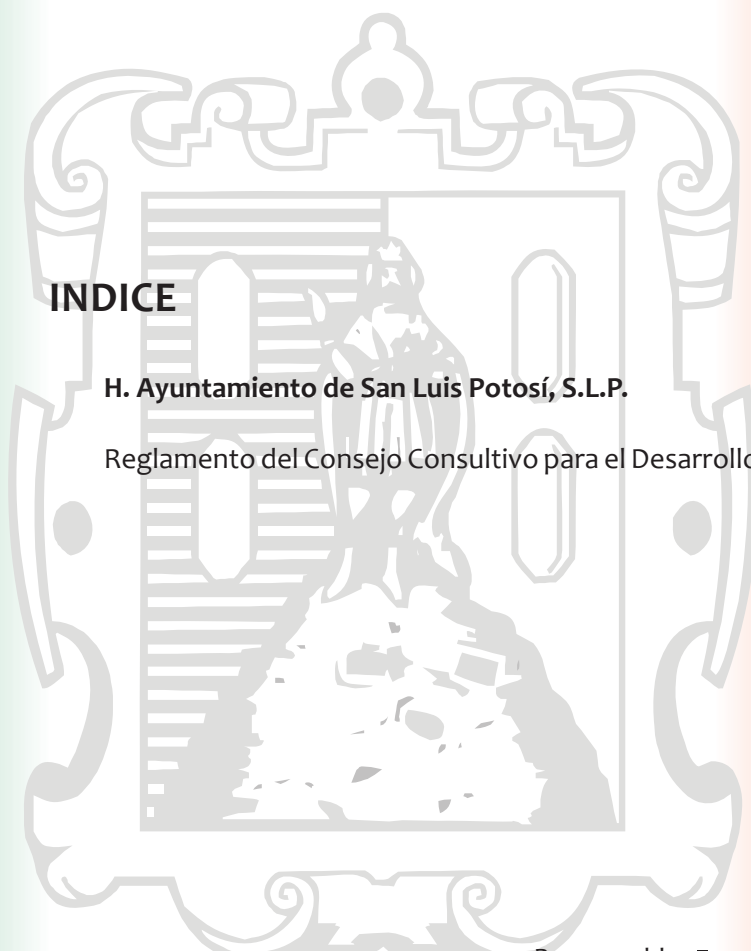 INDICE
H. Ayuntamiento de San Luis Potosí, S.L.P.
Reglamento del Consejo Consultivo para el Desarrollo